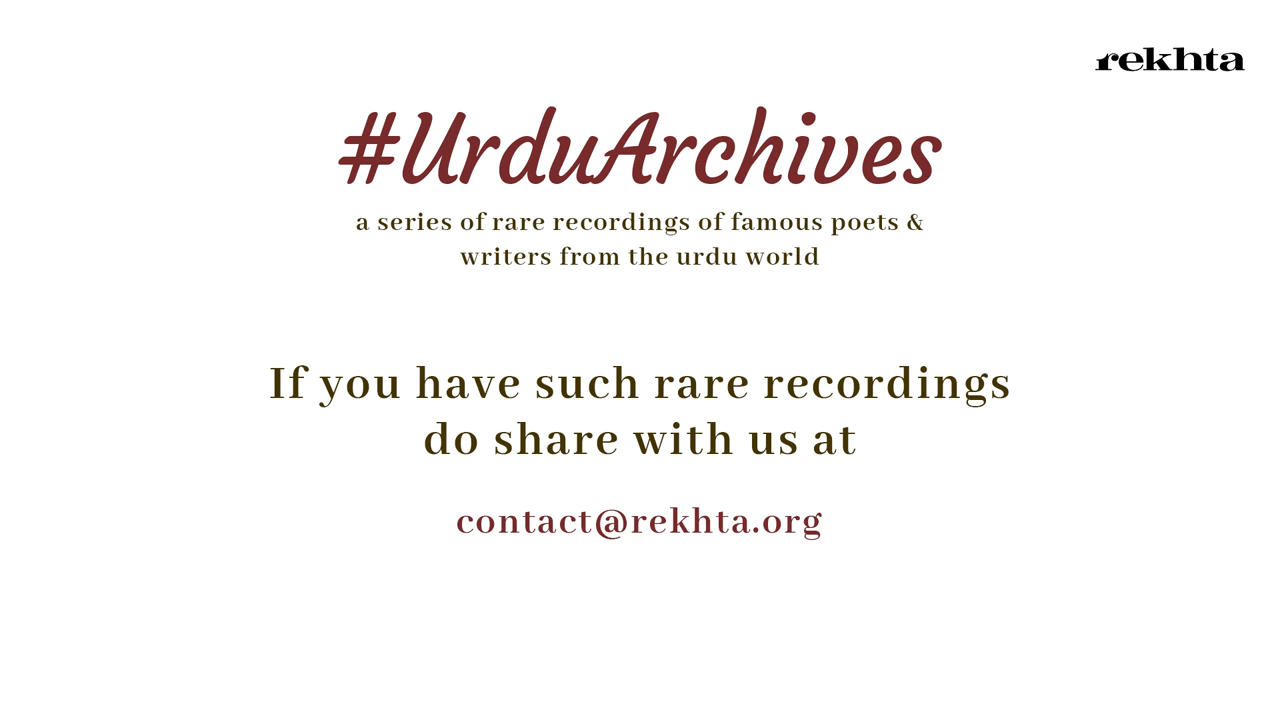 rekhta
#UrduArchives
a series of rare recordings of famous poets &
writers from the urdu world
If you have such rare recordings
do share with us at
contact@rekhta.org